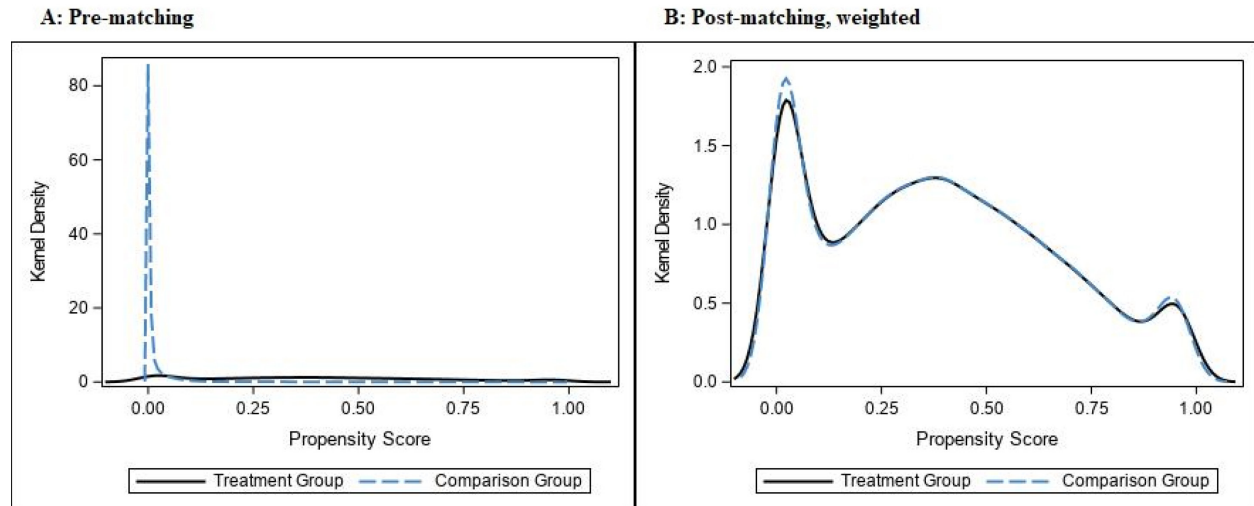 A: Pre-matching
B: Post-matching, weighted
80
60
40
20
0
Kernel Density
0.00 0.25 0.50 0.75 1.00
Propensity Score
Treatment Group Comparison Group
2.0
1.5
1.0
0.5
0.0
Kernel Density
0.00 0.25 0.50 0.75 1.00
Propensity Score
Treatment Group Comparison Group